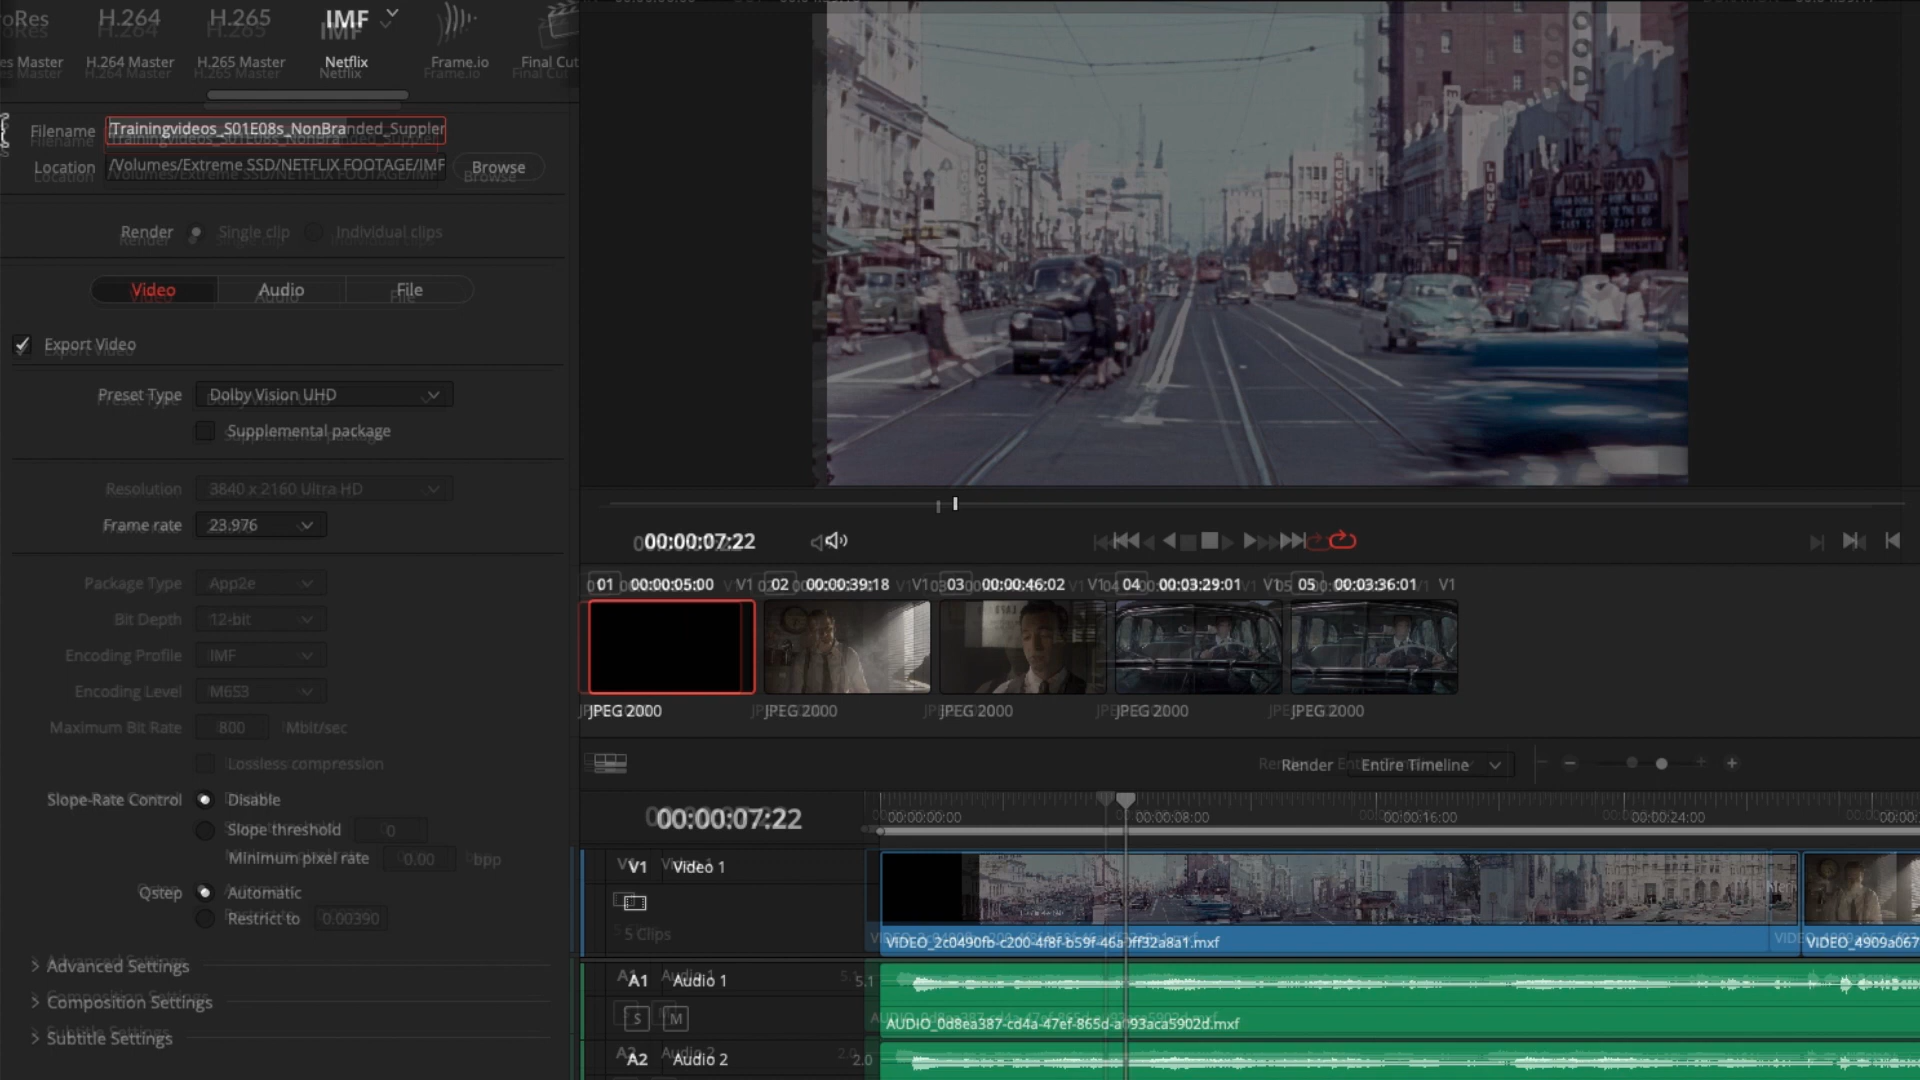 oRes H.264 H.265 IMF
es Master H.264 Master H.265 Master Netflix Frame.io Final Cut
Filename Trainingvideos_S01E08s_NonBranded_Suppler
Location /Volumes/Extreme SSD/NETFLIX FOOTAGE/IMF Browse
Render Single clip Individual clips
Video Audio File
Export Video
Preset Type Dolby Vision UHD
Supplemental package
Resolution 3840 x 2160 Ultra HD
Frame rate 23.976
Package Type App2e
Bit Depth 12-bit
Encoding Profile IMF
Encoding Level M6S3
Maximum Bit Rate 800 Mbit/sec
Lossless compression
Slope-Rate Control Disable
Slope threshold 0
Minimum pixel rate 0.00 bpp
Qstep Automatic
Restrict to 0.00390
Advanced Settings
Composition Settings
Subtitle Settings
LIQUOR
HOLLYWOOD
00:00:07:22
01 00:00:05:00 V1 02 00:00:39:18 V1 03 00:00:46:02 V1 04 00:03:29:01 V1 05 00:03:36:01 V1
JPEG 2000 JPEG 2000 JPEG 2000 JPEG 2000 JPEG 2000
Render Entire Timeline
00:00:07:22
00:00:00:00 00:00:08:00 00:00:16:00 00:00:24:00 00:00:
V1 Video 1
5 Clips
VIDEO_2c0490fb-c200-4f8f-b59f-46a0ff32a8a1.mxf VIDEO_4909a067
A1 Audio 1 5.1
S M
AUDIO_0d8ea387-cd4a-47ef-865d-a093aca5902d.mxf
A2 Audio 2 2.0